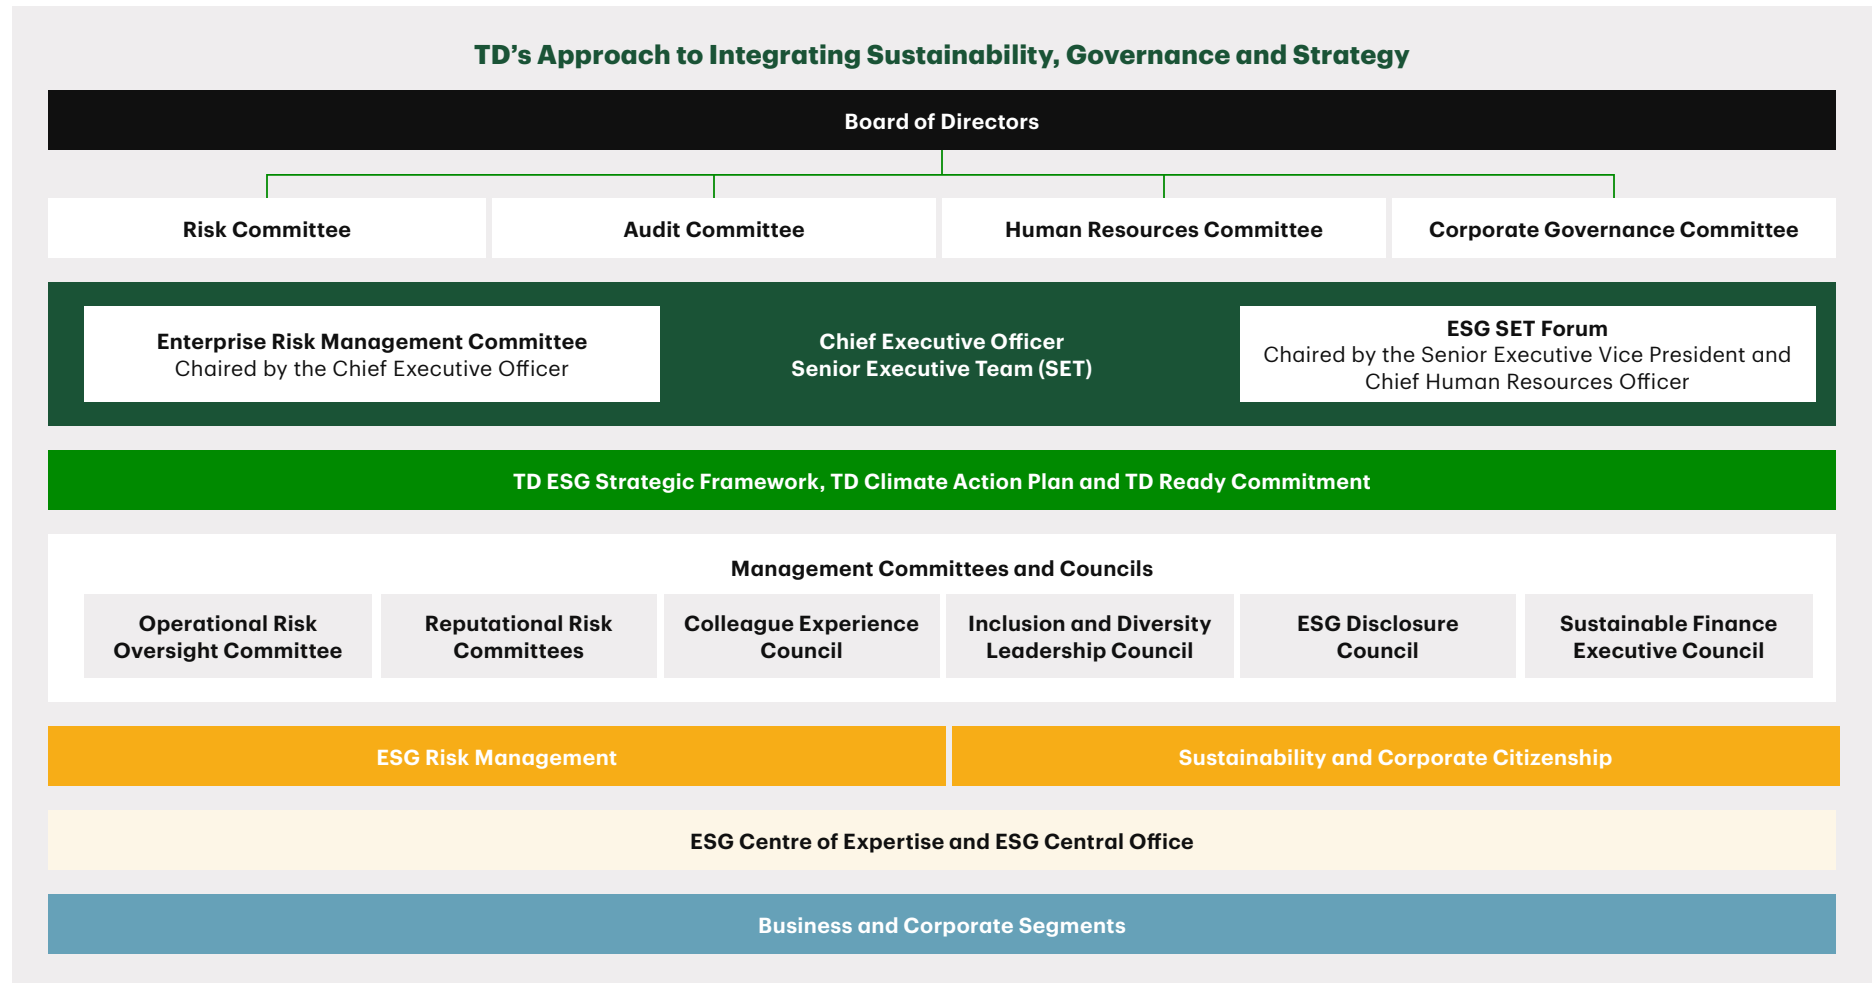 TD’s Approach to Integrating Sustainability, Governance and Strategy
Board of Directors
Risk Committee
Audit Committee
Human Resources Committee
Corporate Governance Committee
Enterprise Risk Management Committee
Chaired by the Chief Executive Officer
Chief Executive Officer
Senior Executive Team (SET)
ESG SET Forum
Chaired by the Senior Executive Vice President and
Chief Human Resources Officer
TD ESG Strategic Framework, TD Climate Action Plan and TD Ready Commitment
Management Committees and Councils
Operational Risk
Oversight Committee
Reputational Risk
Committees
Colleague Experience
Council
Inclusion and Diversity
Leadership Council
ESG Disclosure
Council
Sustainable Finance
Executive Council
ESG Risk Management
Sustainability and Corporate Citizenship
ESG Centre of Expertise and ESG Central Office
Business and Corporate Segments